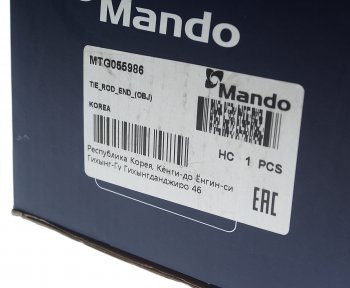 Mando
MTG055986
Mando
TIE_ROD_END_(OBJ)
KOREA
HC 1 PCS
Республика Корея, Кёнги-до Ёнгин-си
Гихынг-Гу Гихынгданджиро 46
EAC